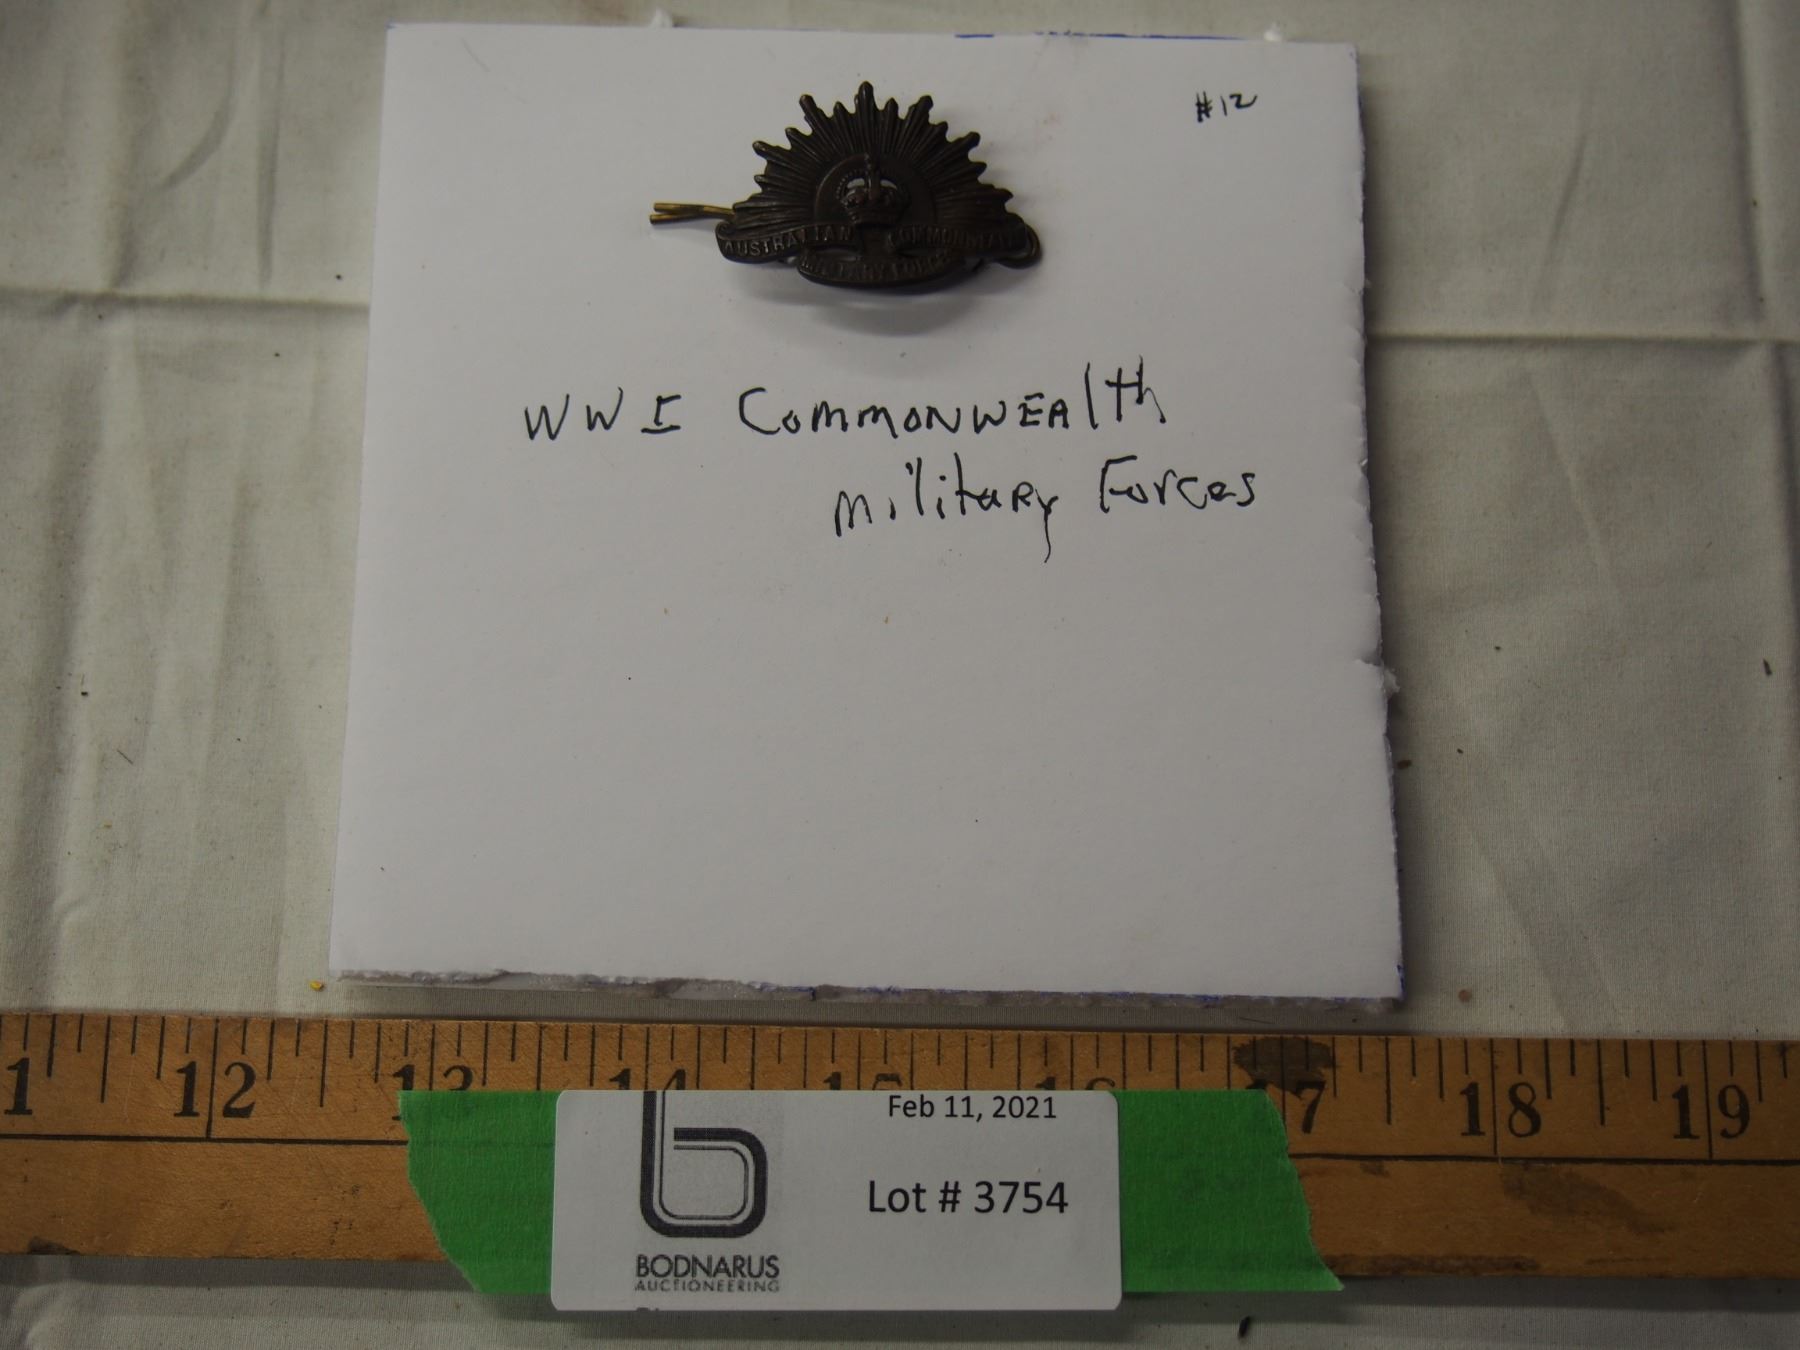 #12
AUSTRALIAN COMMONWEALTH
MILITARY FORCES
WWI COMMONWEAlTh
MilitaRy Forces
1 12 13 14 15 16 17 18 19
Feb 11, 2021
Lot # 3754
BODNARUS
AUCTIONEERING